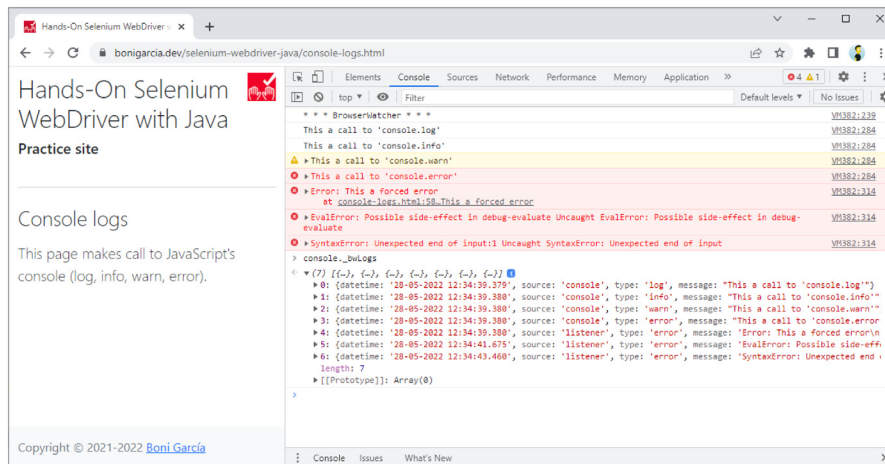 Hands-On Selenium WebDriver
bonigarcia.dev/selenium-webdriver-java/console-logs.html
Hands-On Selenium
WebDriver with Java
Practice site
Console logs
This page makes call to JavaScript's
console (log, info, warn, error).
Copyright © 2021-2022 Boni García
Elements Console Sources Network Performance Memory Application » 4 1
top ▼ Filter Default levels ▼ No Issues
* * * BrowserWatcher * * * VM382:239
This a call to 'console.log' VM382:284
This a call to 'console.info' VM382:284
This a call to 'console.warn' VM382:284
This a call to 'console.error' VM382:284
Error: This a forced error VM382:314
at console-logs.html:58…This a forced error
EvalError: Possible side-effect in debug-evaluate Uncaught EvalError: Possible side-effect in debug- VM382:314
evaluate
SyntaxError: Unexpected end of input:1 Uncaught SyntaxError: Unexpected end of input VM382:314
console._bwLogs
(7) [{…}, {…}, {…}, {…}, {…}, {…}, {…}]
0: {datetime: '28-05-2022 12:34:39.379', source: 'console', type: 'log', message: "This a call to 'console.log'"}
1: {datetime: '28-05-2022 12:34:39.380', source: 'console', type: 'info', message: "This a call to 'console.info'"
2: {datetime: '28-05-2022 12:34:39.380', source: 'console', type: 'warn', message: "This a call to 'console.warn'"
3: {datetime: '28-05-2022 12:34:39.380', source: 'console', type: 'error', message: "This a call to 'console.error
4: {datetime: '28-05-2022 12:34:39.380', source: 'listener', type: 'error', message: 'Error: This a forced error\n
5: {datetime: '28-05-2022 12:34:41.675', source: 'listener', type: 'error', message: 'EvalError: Possible side-eff
6: {datetime: '28-05-2022 12:34:43.460', source: 'listener', type: 'error', message: 'SyntaxError: Unexpected end
length: 7
[[Prototype]]: Array(0)
Console Issues What's New